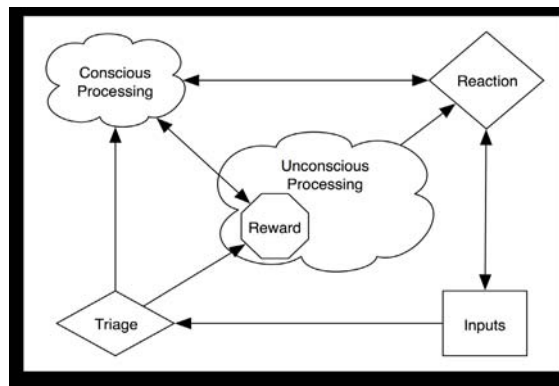 Conscious
Processing
Reaction
Unconscious
Processing
Reward
Triage
Inputs